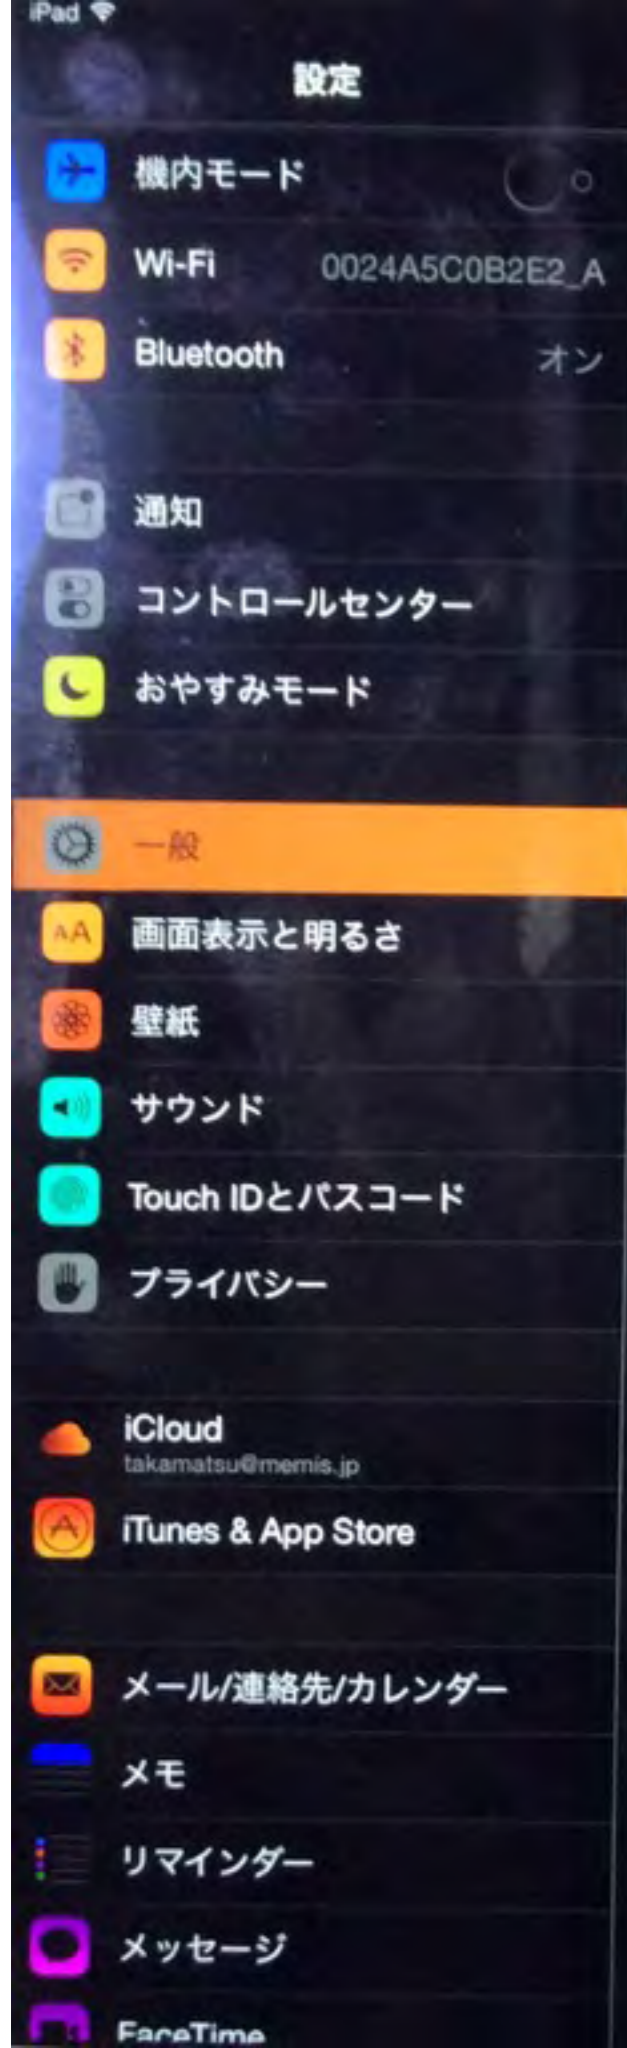 iPad
設定
機内モード
Wi-Fi 0024A5C0B2E2_A
Bluetooth オン
通知
コントロールセンター
おやすみモード
一般
AA 画面表示と明るさ
壁紙
サウンド
Touch IDとパスコード
プライバシー
iCloud
takamatsu@memis.jp
iTunes & App Store
メール/連絡先/カレンダー
メモ
リマインダー
メッセージ
FaceTime